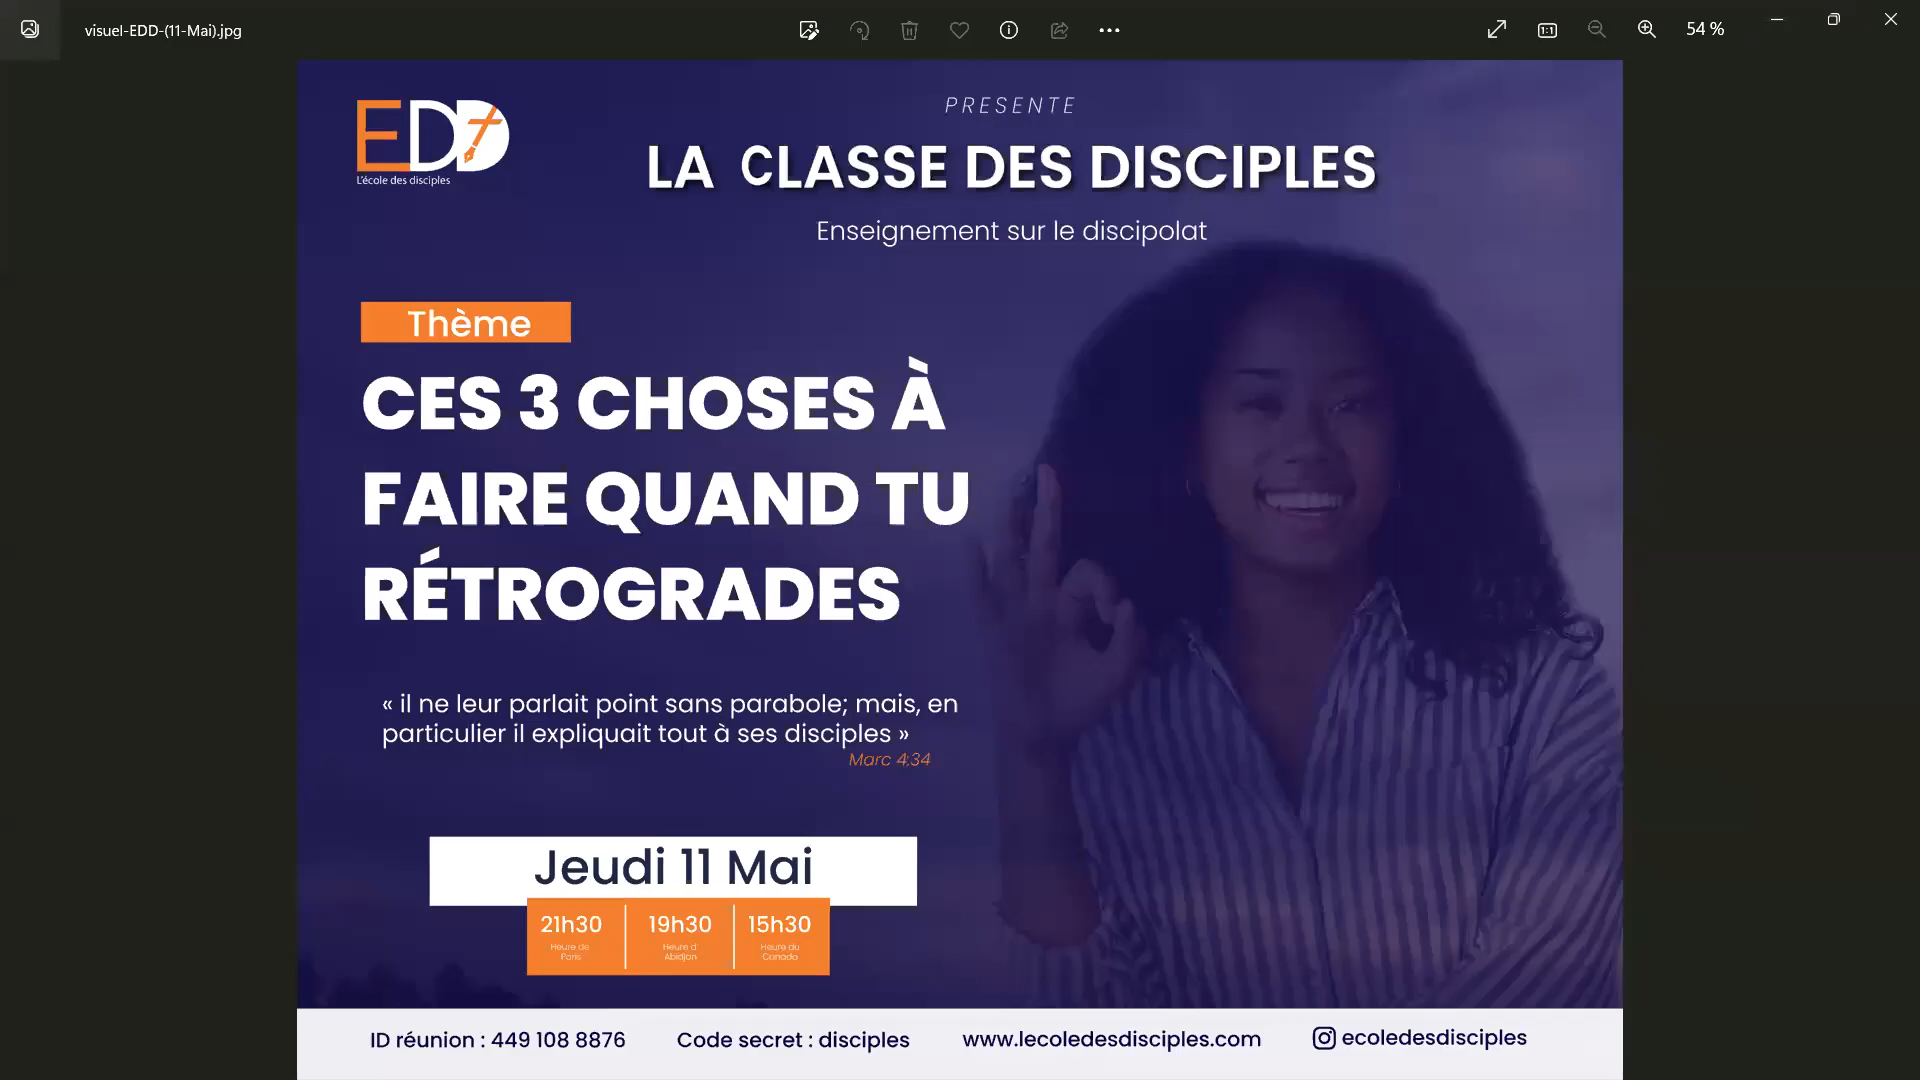 visuel-EDD-(11-Mai).jpg
54 %
EDD
L'école des disciples
PRESENTE
LA CLASSE DES DISCIPLES
Enseignement sur le discipolat
Thème
CES 3 CHOSES À
FAIRE QUAND TU
RÉTROGRADES
« il ne leur parlait point sans parabole; mais, en
particulier il expliquait tout à ses disciples »
Marc 4:34
Jeudi 11 Mai
21h30 19h30 15h30
Heure de Heure d' Heure du
Paris Abidjan Canada
ID réunion : 449 108 8876 Code secret : disciples www.lecoledesdisciples.com ecoledesdisciples